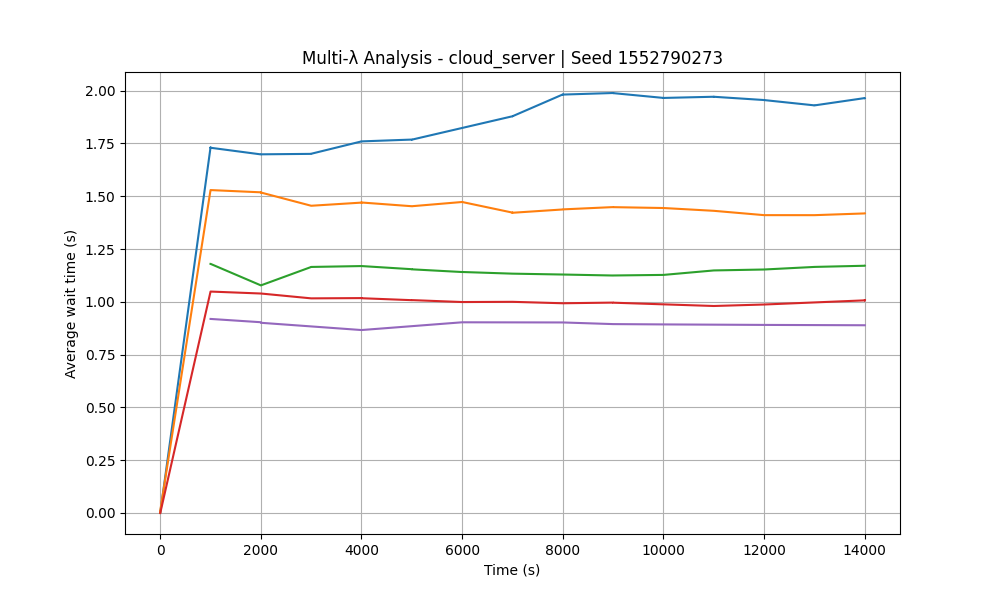 Multi-λ Analysis - cloud_server | Seed 1552790273
Average wait time (s)
2.00
1.75
1.50
1.25
1.00
0.75
0.50
0.25
0.00
0 2000 4000 6000 8000 10000 12000 14000
Time (s)